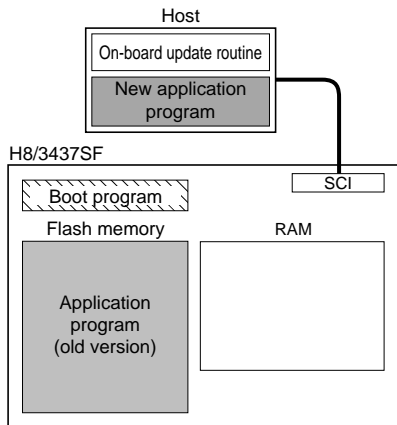 Host
On-board update routine
New application
program
H8/3437SF
SCI
Boot program
Flash memory
RAM
Application
program
(old version)